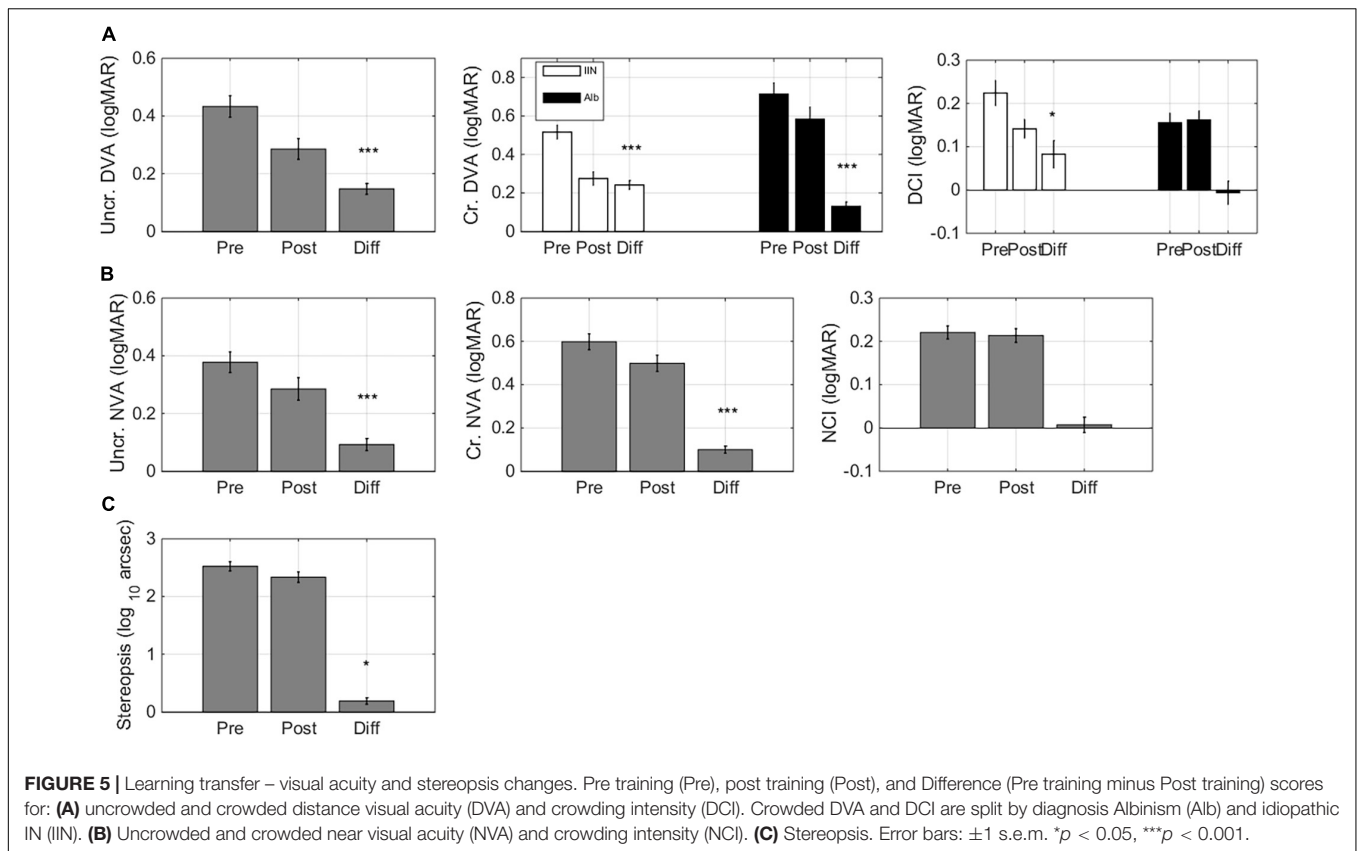 A
Uncr. DVA (logMAR)
0.6
0.4
0.2
0
***
Pre Post Diff
Cr. DVA (logMAR)
0.8
0.6
0.4
0.2
0
IIN
Alb
***
***
Pre Post Diff
Pre Post Diff
DCI (logMAR)
0.3
0.2
0.1
0
-0.1
*
PrePostDiff
PrePostDiff
B
Uncr. NVA (logMAR)
0.6
0.4
0.2
0
***
Pre Post Diff
Cr. NVA (logMAR)
0.8
0.6
0.4
0.2
0
***
Pre Post Diff
NCI (logMAR)
0.3
0.2
0.1
0
-0.1
Pre Post Diff
C
Stereopsis (log 10 arcsec)
3
2
1
0
*
Pre Post Diff
FIGURE 5 | Learning transfer – visual acuity and stereopsis changes. Pre training (Pre), post training (Post), and Difference (Pre training minus Post training) scores
for: (A) uncrowded and crowded distance visual acuity (DVA) and crowding intensity (DCI). Crowded DVA and DCI are split by diagnosis Albinism (Alb) and idiopathic
IN (IIN). (B) Uncrowded and crowded near visual acuity (NVA) and crowding intensity (NCI). (C) Stereopsis. Error bars: ±1 s.e.m. *p < 0.05, ***p < 0.001.